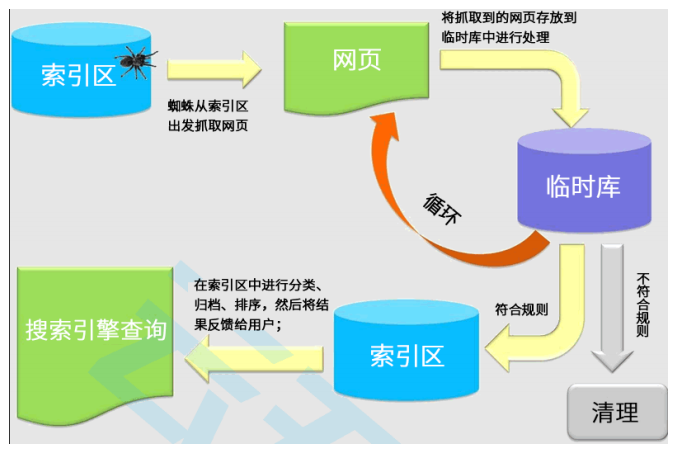 索引区
蜘蛛从索引区
出发抓取网页
网页
将抓取到的网页存放到
临时库中进行处理
临时库
循环
符合规则
不符合规则
清理
索引区
在索引区中进行分类、
归档、排序，然后将结
果反馈给用户；
搜索引擎查询